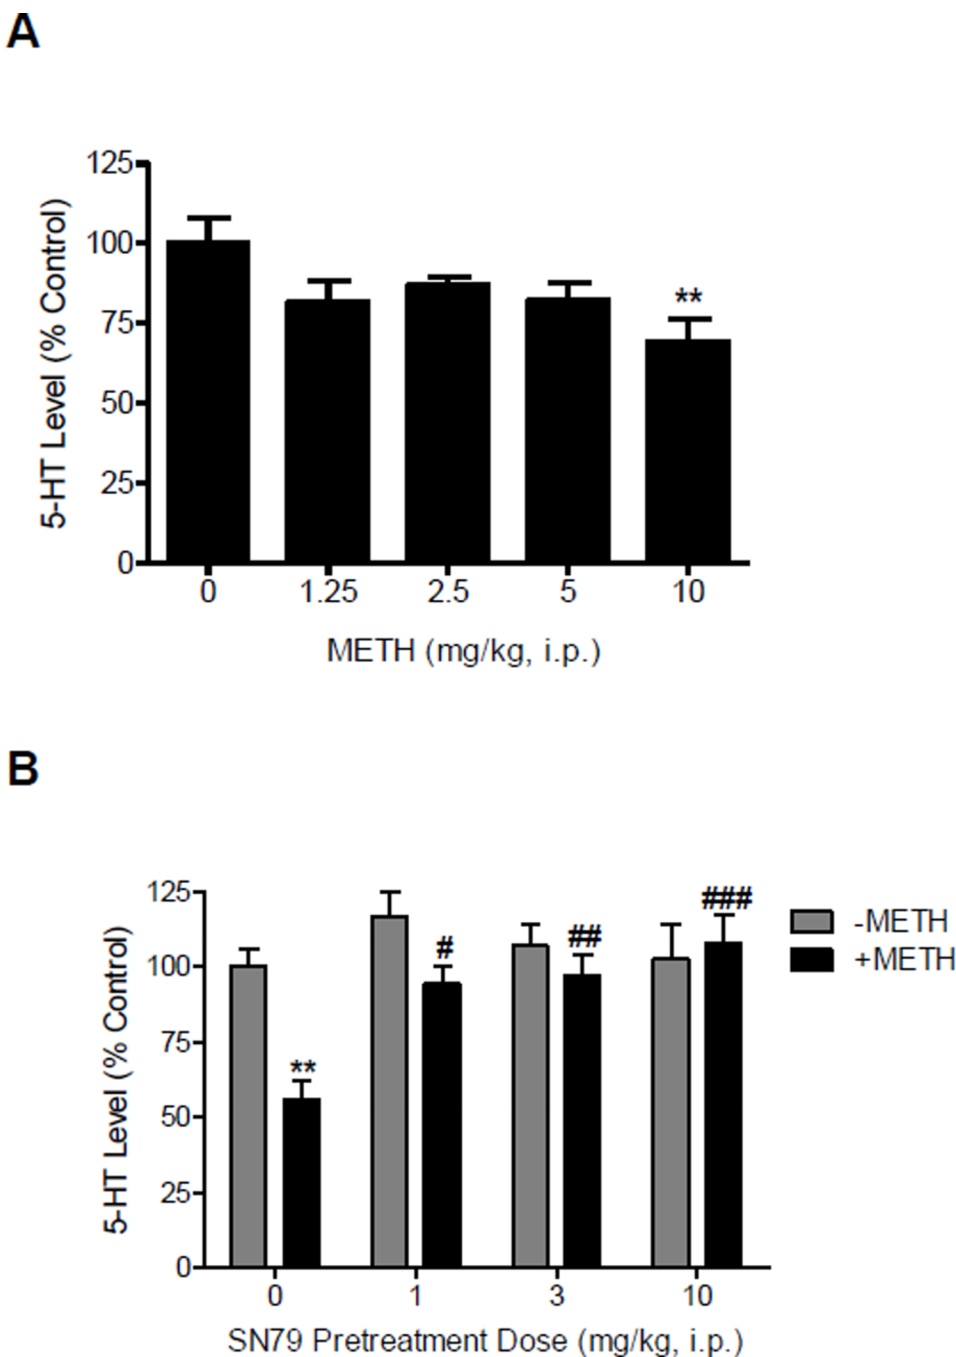 A
125
100
75
50
25
0
5-HT Level (% Control)
**
0 1.25 2.5 5 10
METH (mg/kg, i.p.)
B
125
100
75
50
25
0
5-HT Level (% Control)
**
#
##
###
-METH
+METH
0 1 3 10
SN79 Pretreatment Dose (mg/kg, i.p.)